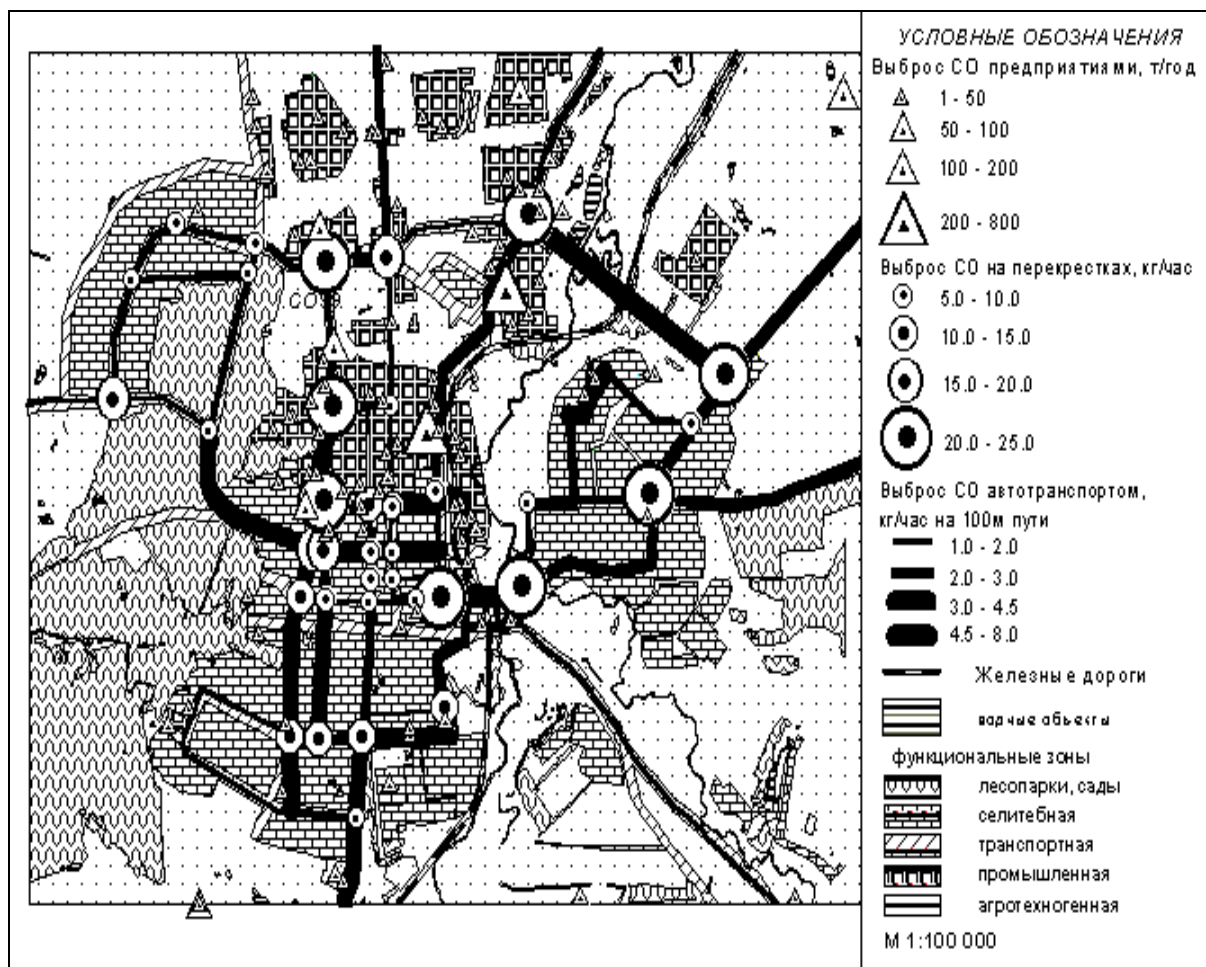 УСЛОВНЫЕ ОБОЗНАЧЕНИЯ
Выброс СО предприятиями, т/год
1 - 50
50 - 100
100 - 200
200 - 800
Выброс СО на перекрестках, кг/час
5.0 - 10.0
10.0 - 15.0
15.0 - 20.0
20.0 - 25.0
Выброс СО автотранспортом,
кг/час на 100м пути
1.0 - 2.0
2.0 - 3.0
3.0 - 4.5
4.5 - 8.0
Железные дороги
водные объекты
функциональные зоны
лесопарки, сады
селитебная
транспортная
промышленная
агротехногенная
М 1:100 000